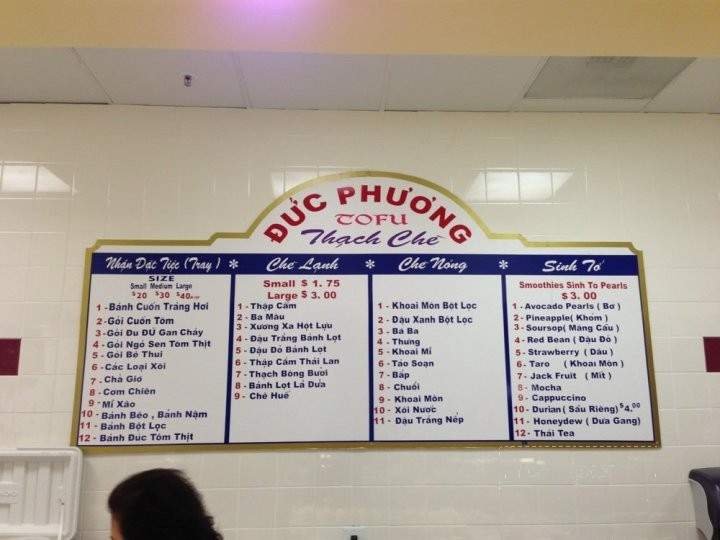 ĐỨC PHƯƠNG
TOFU
Thạch Chè
Nhận Đặt Tiệc (Tray) * Chè Lạnh * Chè Nóng * Sinh Tố
SIZE
Small Medium Large
$20 $30 $40
1 - Bánh Cuốn Tráng Hơi
2 - Gỏi Cuốn Tôm
3 - Gỏi Đu Đủ Gan Cháy
4 - Gỏi Ngó Sen Tôm Thịt
5 - Gỏi Bê Thui
6 - Các Loại Xôi
7 - Chả Giò
8 - Cơm Chiên
9 - Mì Xào
10 - Bánh Bèo , Bánh Nậm
11 - Bánh Bột Lọc
12 - Bánh Đúc Tôm Thịt
Small $ 1. 75
Large $ 3. 00
1 - Thập Cẩm
2 - Ba Màu
3 - Xương Xa Hột Lựu
4 - Đậu Trắng Bánh Lọt
5 - Đậu Đỏ Bánh Lọt
6 - Thập Cẩm Thái Lan
7 - Thạch Bòng Bưởi
8 - Bánh Lọt Lá Dứa
9 - Chè Huế
1 - Khoai Môn Bột Lọc
2 - Đậu Xanh Bột Lọc
3 - Bà Ba
4 - Thưng
5 - Khoai Mì
6 - Táo Soạn
7 - Bắp
8 - Chuối
9 - Khoai Môn
10 - Xôi Nước
11 - Đậu Trắng Nếp
Smoothies Sinh To Pearls
$ 3. 00
1 - Avocado Pearls ( Bơ )
2 - Pineapple( Khóm )
3 - Soursop( Mãng Cầu )
4 - Red Bean ( Đậu Đỏ )
5 - Strawberry ( Dâu )
6 - Taro ( Khoai Môn )
7 - Jack Fruit ( Mít )
8 - Mocha
9 - Cappuccino
10 - Durian ( Sầu Riêng) $4.00
11 - Honeydew ( Dưa Gang)
12 - Thái Tea